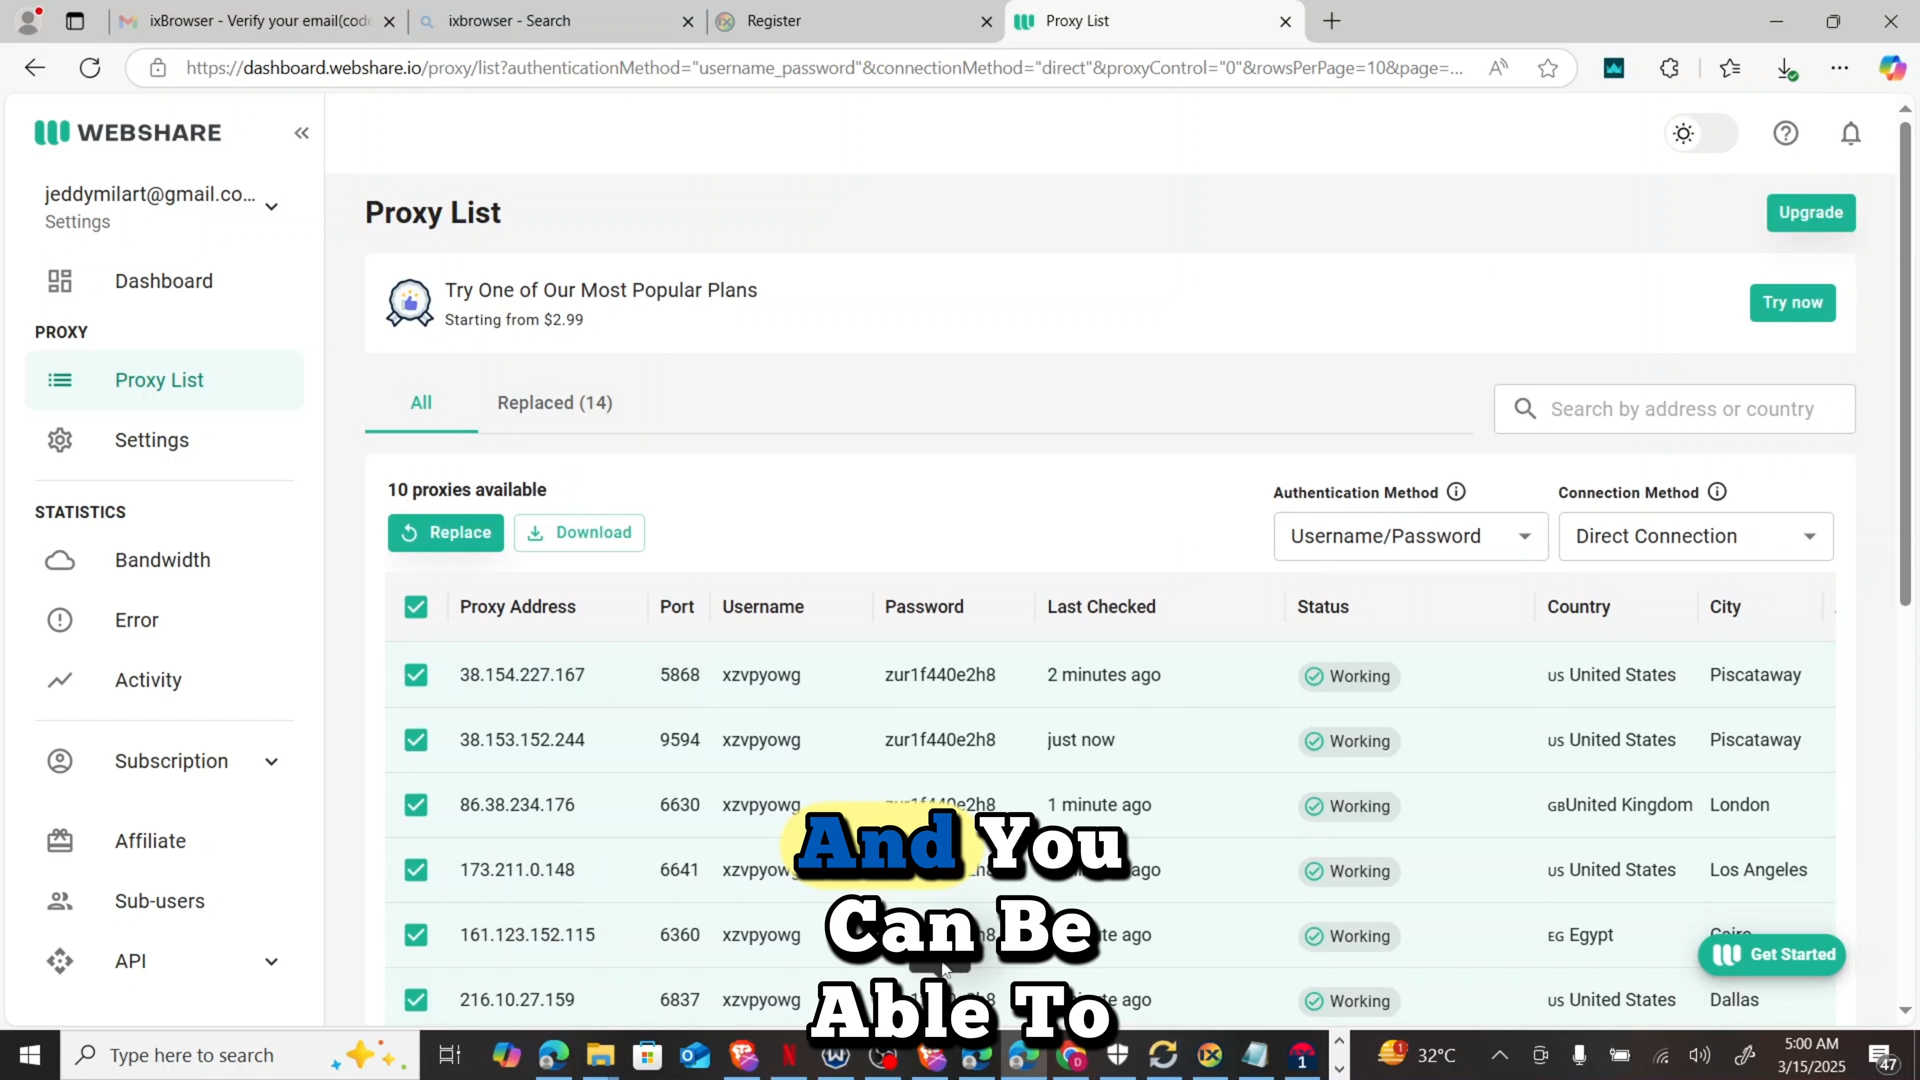 ixBrowser - Verify your email(code
ixbrowser - Search
Register
Proxy List
https://dashboard.webshare.io/proxy/list?authenticationMethod="username_password"&connectionMethod="direct"&proxyControl="0"&rowsPerPage=10&page=...
WEBSHARE
jeddymilart@gmail.co...
Settings
Dashboard
PROXY
Proxy List
Settings
STATISTICS
Bandwidth
Error
Activity
Subscription
Affiliate
Sub-users
API
Proxy List
Upgrade
Try One of Our Most Popular Plans
Starting from $2.99
Try now
All
Replaced (14)
Search by address or country
10 proxies available
Replace
Download
Authentication Method
Username/Password
Connection Method
Direct Connection
Proxy Address Port Username Password Last Checked Status Country City
38.154.227.167 5868 xzvpyowg zur1f440e2h8 2 minutes ago Working US United States Piscataway
38.153.152.244 9594 xzvpyowg zur1f440e2h8 just now Working US United States Piscataway
86.38.234.176 6630 xzvpyowg 1 minute ago Working GB United Kingdom London
173.211.0.148 6641 ago Working US United States Los Angeles
161.123.152.115 6360 xzvpyowg ago Working EG Egypt
216.10.27.159 6837 xzvpyowg ago Working US United States Dallas
Get Started
And You
Can Be
Able To
Type here to search
1
32°C
5:00 AM
3/15/2025
47